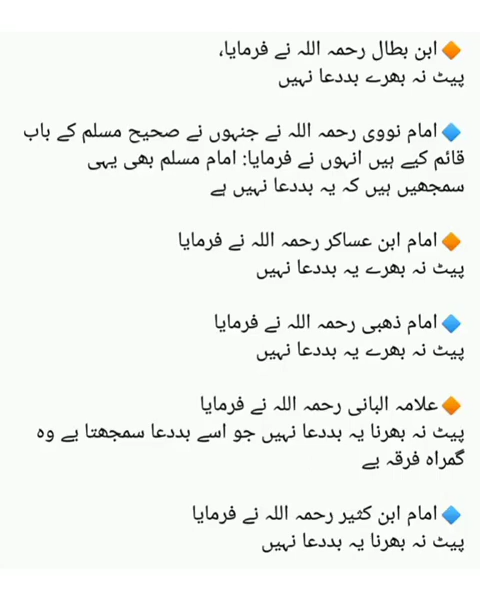 🔶ابن بطال رحمہ اللہ نے فرمایا،
پیٹ نہ بھرے بددعا نہیں
🔷امام نووی رحمہ اللہ نے جنہوں نے صحیح مسلم کے باب
قائم کیے ہیں انہوں نے فرمایا: امام مسلم بھی یہی
سمجھیں ہیں کہ یہ بددعا نہیں ہے
🔶امام ابن عساکر رحمہ اللہ نے فرمایا
پیٹ نہ بھرے یہ بددعا نہیں
🔷امام ذھبی رحمہ اللہ نے فرمایا
پیٹ نہ بھرے یہ بددعا نہیں
🔶علامہ البانی رحمہ اللہ نے فرمایا
پیٹ نہ بھرنا یہ بددعا نہیں جو اسے بددعا سمجھتا ہے وہ
گمراہ فرقہ ہے
🔷امام ابن کثیر رحمہ اللہ نے فرمایا
پیٹ نہ بھرنا یہ بددعا نہیں